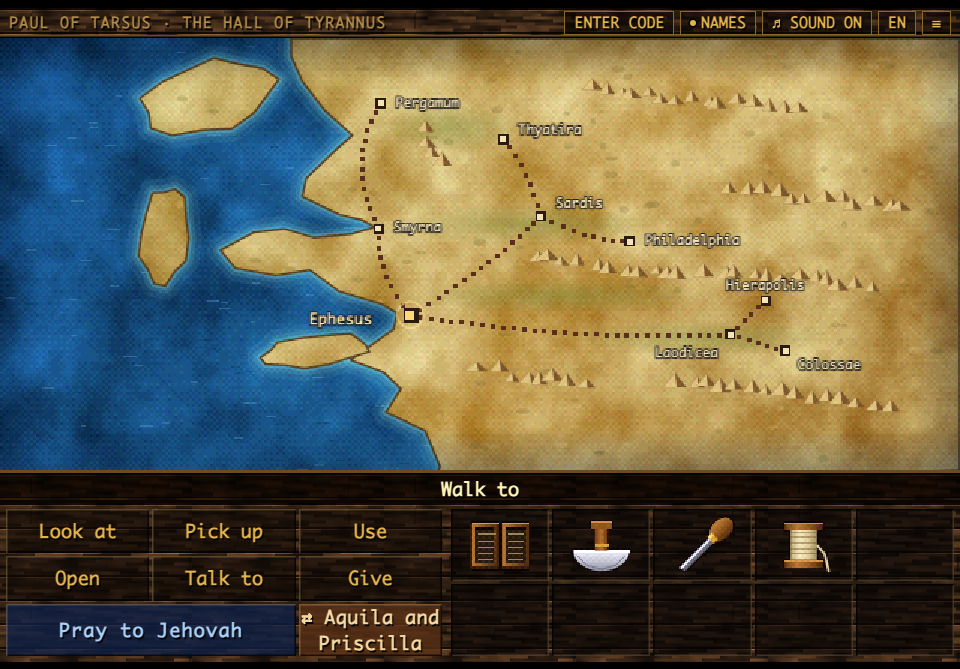 PAUL OF TARSUS · THE HALL OF TYRANNUS
ENTER CODE
• NAMES
♬ SOUND ON
EN
≡
Pergamum
Thyatira
Sardis
Smyrna
Philadelphia
Hierapolis
Ephesus
Laodicea
Colossae
Walk to
Look at
Pick up
Use
Open
Talk to
Give
Pray to Jehovah
⇄ Aquila and
Priscilla